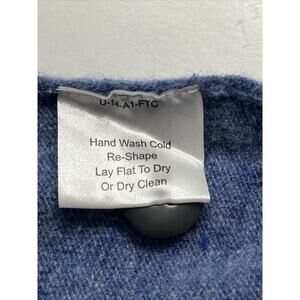 U-14-A1-FTC
Hand Wash Cold
Re-Shape
Lay Flat To Dry
Or Dry Clean